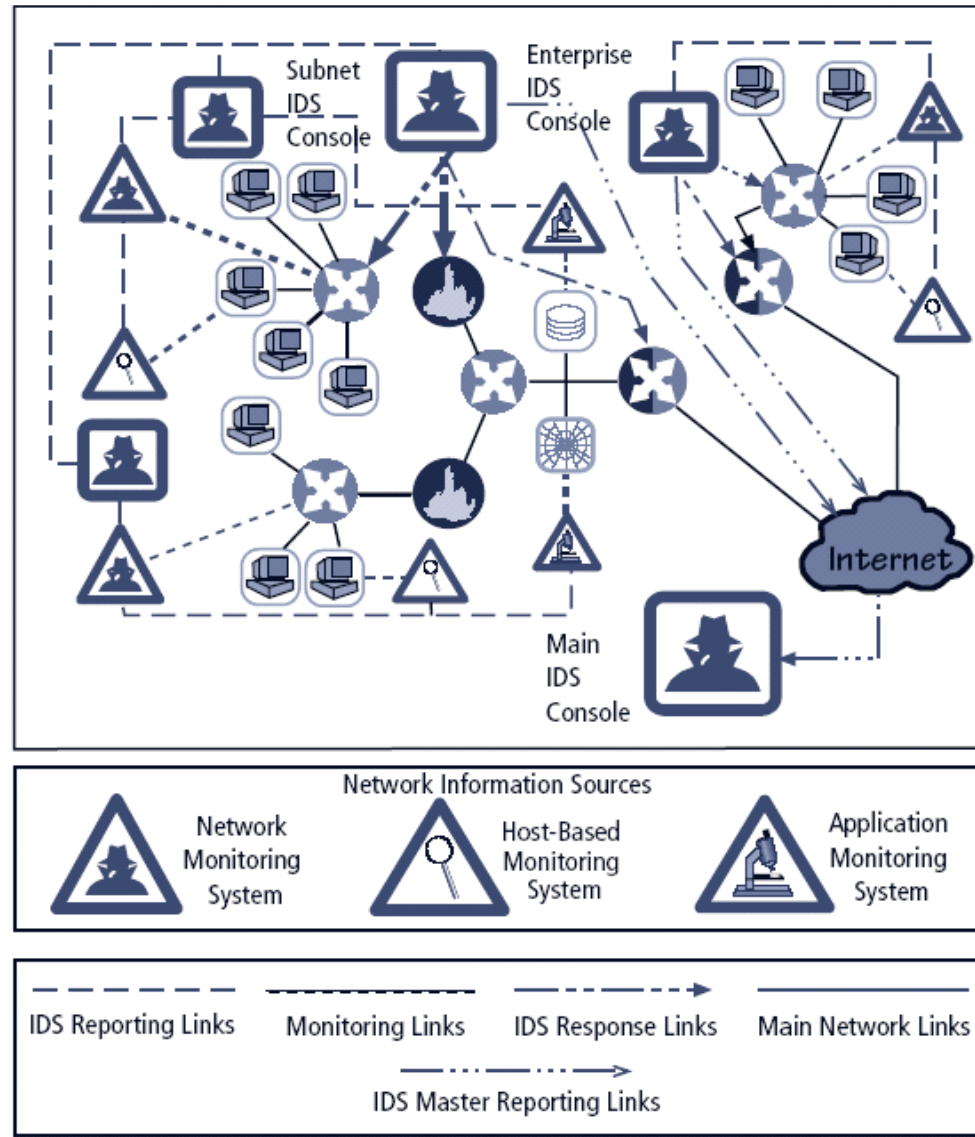 Subnet
IDS
Console
Enterprise
IDS
Console
Internet
Main
IDS
Console
Network Information Sources
Network
Monitoring
System
Host-Based
Monitoring
System
Application
Monitoring
System
IDS Reporting Links
Monitoring Links
IDS Response Links
Main Network Links
IDS Master Reporting Links